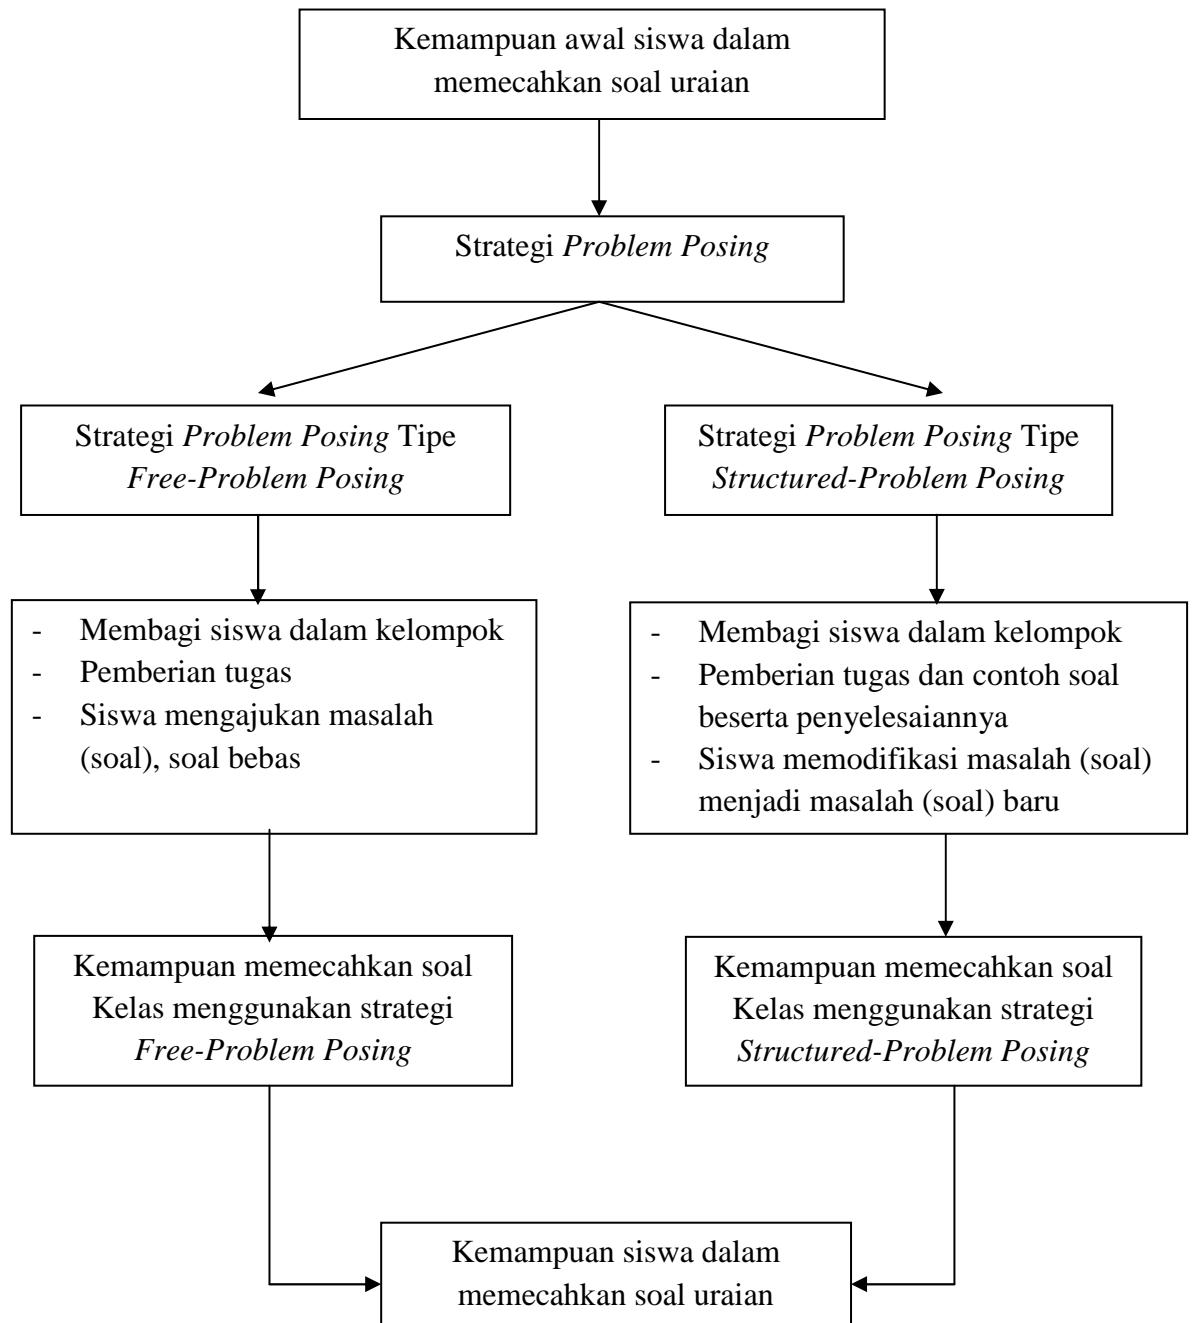 Kemampuan awal siswa dalam
memecahkan soal uraian
Strategi Problem Posing
Strategi Problem Posing Tipe
Free-Problem Posing
Strategi Problem Posing Tipe
Structured-Problem Posing
- Membagi siswa dalam kelompok
- Pemberian tugas
- Siswa mengajukan masalah
(soal), soal bebas
- Membagi siswa dalam kelompok
- Pemberian tugas dan contoh soal
beserta penyelesaiannya
- Siswa memodifikasi masalah (soal)
menjadi masalah (soal) baru
Kemampuan memecahkan soal
Kelas menggunakan strategi
Free-Problem Posing
Kemampuan memecahkan soal
Kelas menggunakan strategi
Structured-Problem Posing
Kemampuan siswa dalam
memecahkan soal uraian